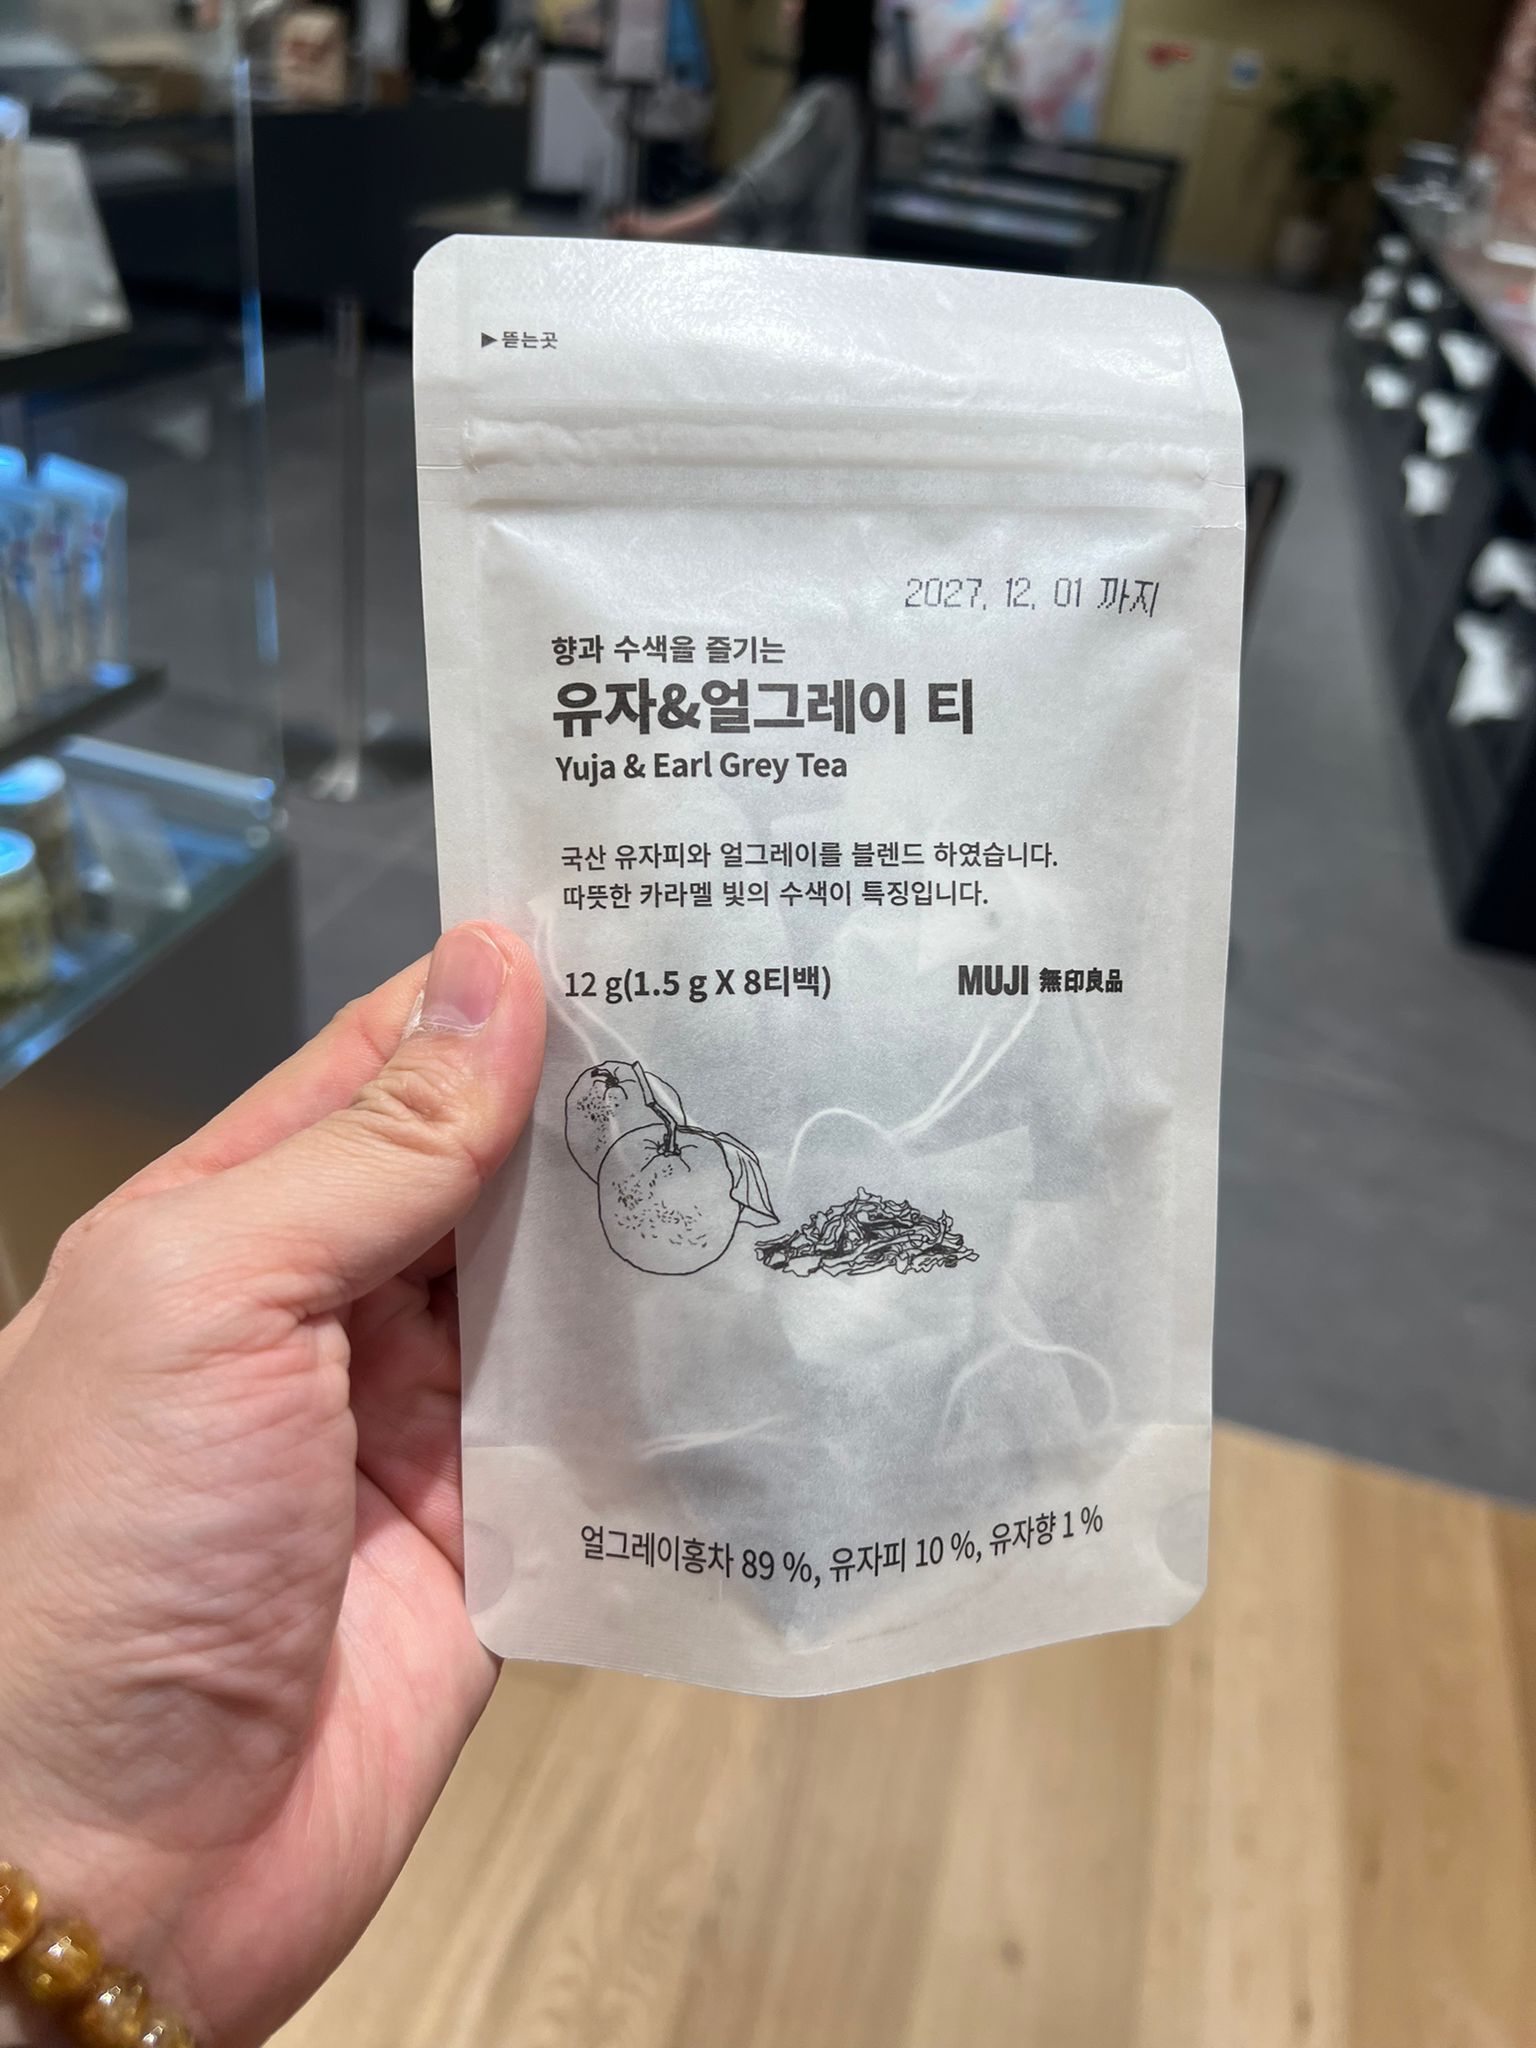 ▶뜯는곳
2027. 12. 01 까지
향과 수색을 즐기는
유자&얼그레이 티
Yuja & Earl Grey Tea
국산 유자피와 얼그레이를 블렌드 하였습니다.
따뜻한 카라멜 빛의 수색이 특징입니다.
12 g(1.5 g X 8티백)
MUJI 無印良品
얼그레이홍차 89 %, 유자피 10 %, 유자향 1 %